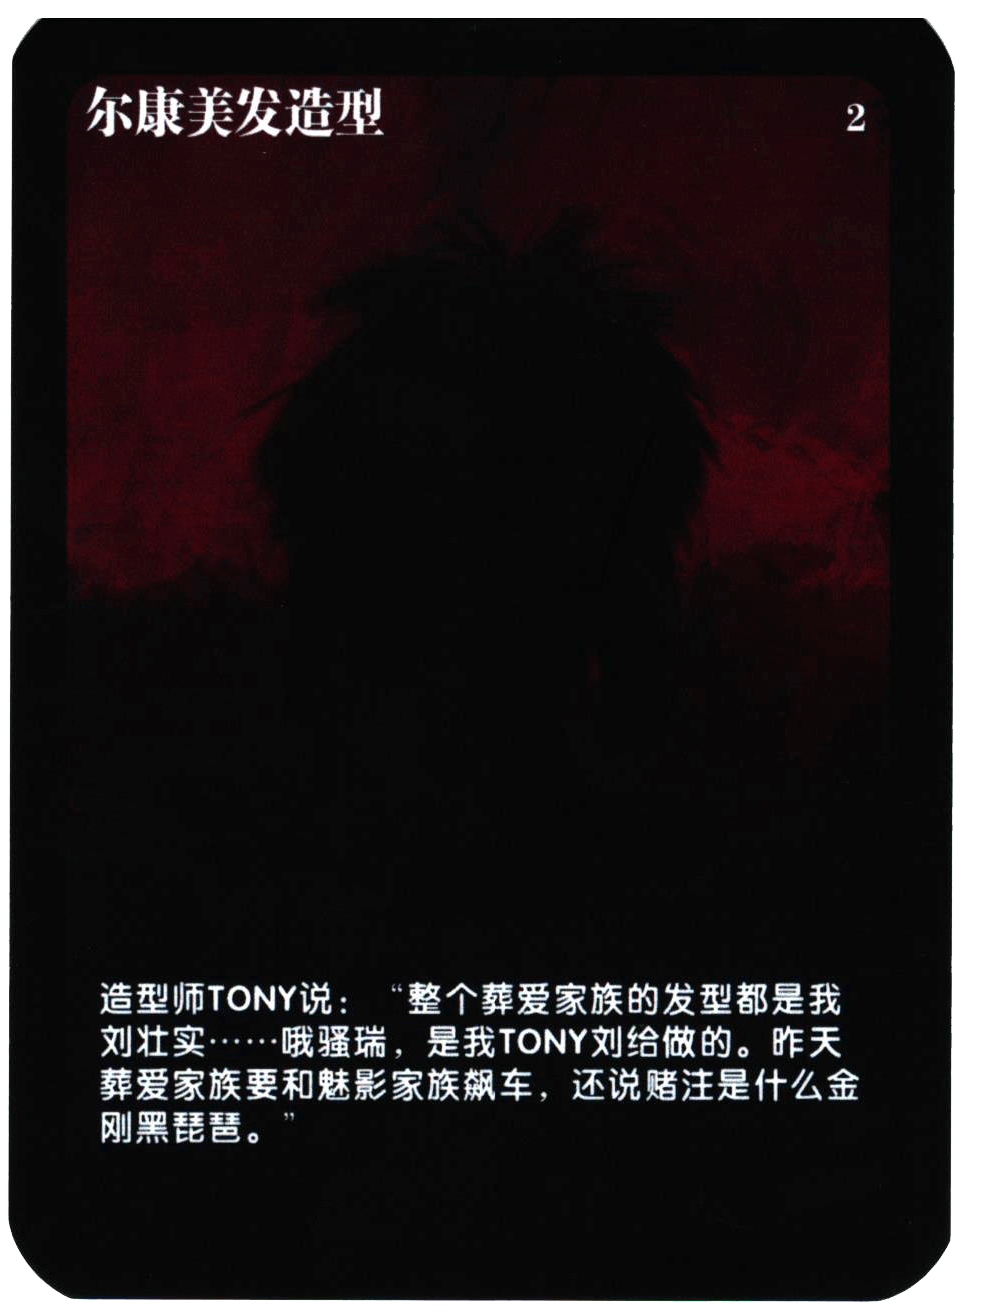 尔康美发造型
2
造型师TONY说：“整个葬爱家族的发型都是我
刘壮实……哦骚瑞，是我TONY刘给做的。昨天
葬爱家族要和魅影家族飙车，还说赌注是什么金
刚黑琵琶。”